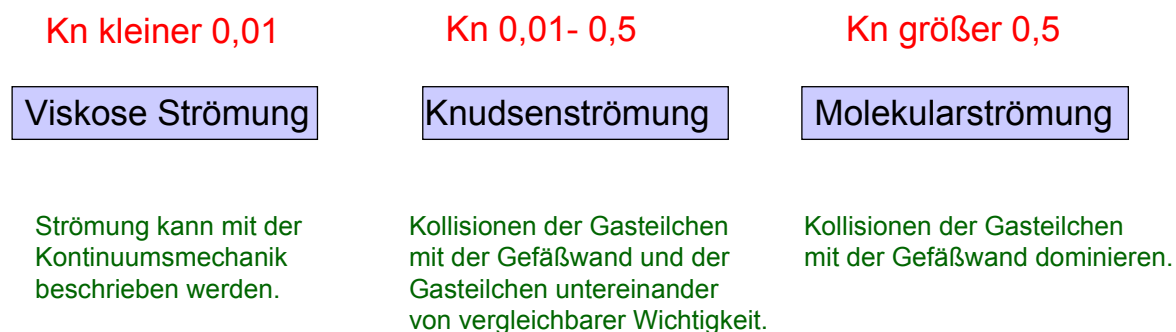 Kn kleiner 0,01
Kn 0,01- 0,5
Kn größer 0,5
Viskose Strömung
Knudsenströmung
Molekularströmung
Strömung kann mit der
Kontinuumsmechanik
beschrieben werden.
Kollisionen der Gasteilchen
mit der Gefäßwand und der
Gasteilchen untereinander
von vergleichbarer Wichtigkeit.
Kollisionen der Gasteilchen
mit der Gefäßwand dominieren.